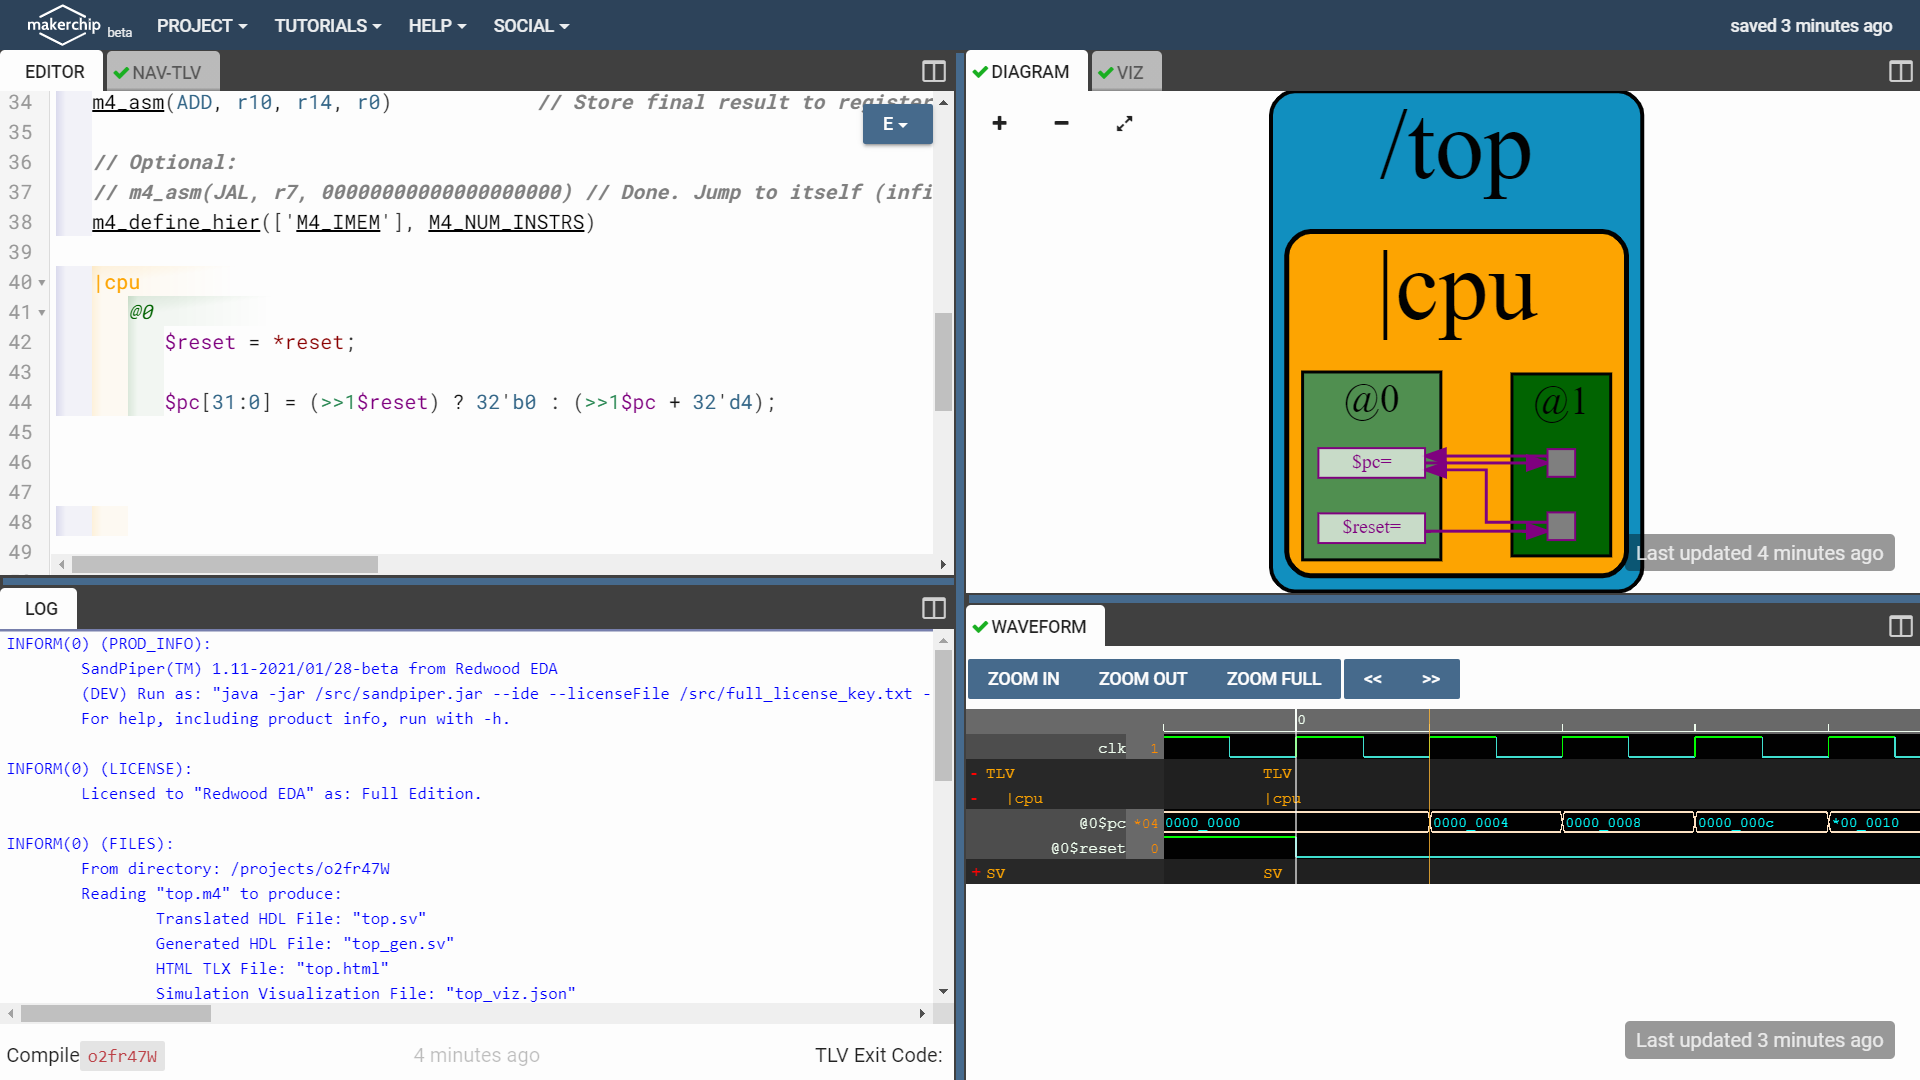 makerchip beta PROJECT TUTORIALS HELP SOCIAL saved 3 minutes ago
EDITOR NAV-TLV
34 m4_asm(ADD, r10, r14, r0) // Store final result to register
E
35
36 // Optional:
37 // m4_asm(JAL, r7, 00000000000000000000) // Done. Jump to itself (infi
38 m4_define_hier(['M4_IMEM'], M4_NUM_INSTRS)
39
40 |cpu
41 @0
42 $reset = *reset;
43
44 $pc[31:0] = (>>1$reset) ? 32'b0 : (>>1$pc + 32'd4);
45
46
47
48
49
DIAGRAM VIZ
/top
|cpu
@0 @1
$pc=
$reset=
Last updated 4 minutes ago
LOG
INFORM(0) (PROD_INFO):
SandPiper(TM) 1.11-2021/01/28-beta from Redwood EDA
(DEV) Run as: "java -jar /src/sandpiper.jar --ide --licenseFile /src/full_license_key.txt -
For help, including product info, run with -h.
INFORM(0) (LICENSE):
Licensed to "Redwood EDA" as: Full Edition.
INFORM(0) (FILES):
From directory: /projects/o2fr47W
Reading "top.m4" to produce:
Translated HDL File: "top.sv"
Generated HDL File: "top_gen.sv"
HTML TLX File: "top.html"
Simulation Visualization File: "top_viz.json"
Compile o2fr47W 4 minutes ago TLV Exit Code:
WAVEFORM
ZOOM IN ZOOM OUT ZOOM FULL << >>
0
clk 1
- TLV TLV
- |cpu |cpu
@0$pc *04 0000_0000 0000_0004 0000_0008 0000_000c *00_0010
@0$reset 0
+ SV SV
Last updated 3 minutes ago